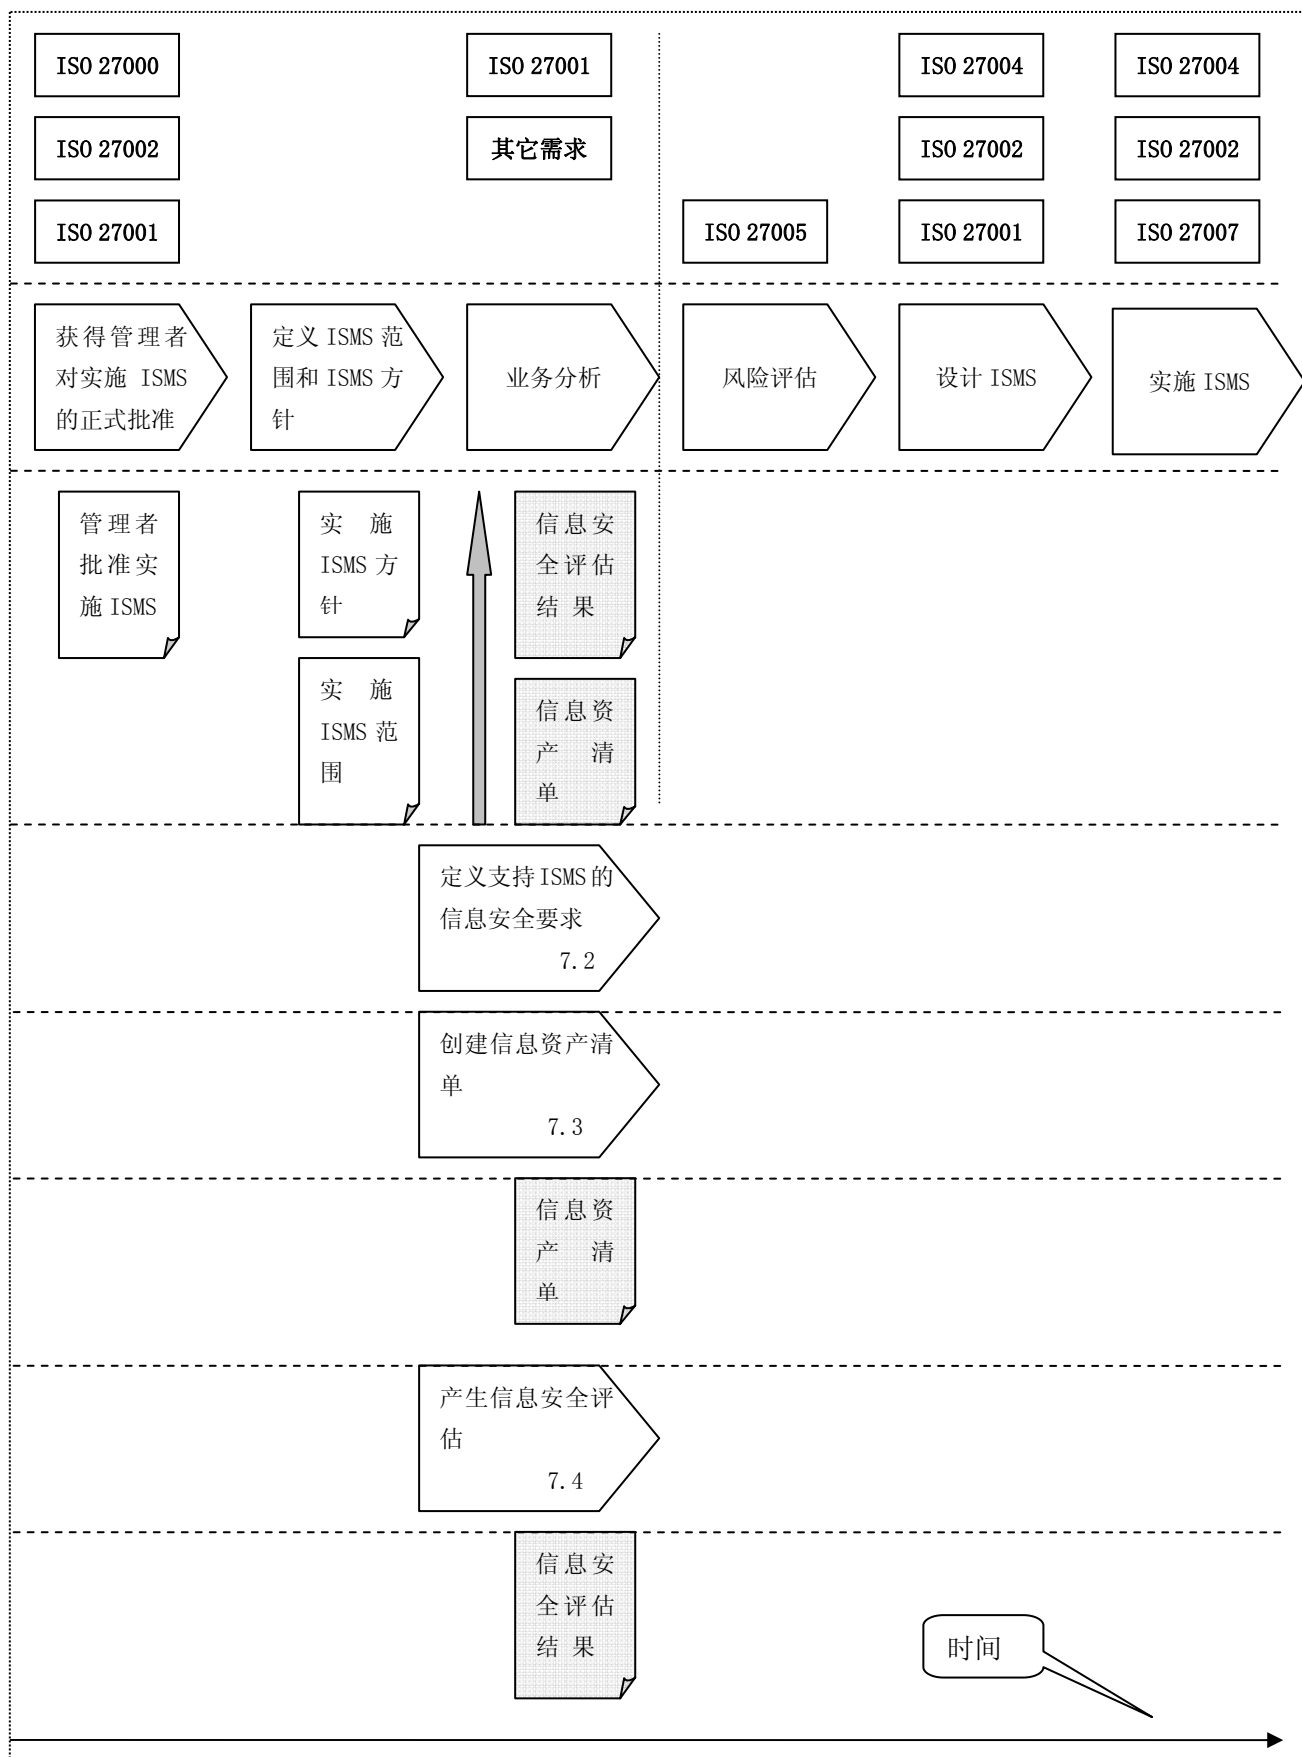 ISO 27000
ISO 27001
ISO 27004
ISO 27004
ISO 27002
其它需求
ISO 27002
ISO 27002
ISO 27001
ISO 27005
ISO 27001
ISO 27007
获得管理者
对实施 ISMS
的正式批准
定义 ISMS 范
围和 ISMS 方
针
业务分析
风险评估
设计 ISMS
实施 ISMS
管理者
批准实
施 ISMS
实 施
ISMS 方
针
信息安
全评估
结 果
实 施
ISMS 范
围
信息资
产 清
单
定义支持 ISMS 的
信息安全要求
7.2
创建信息资产清
单
7.3
信息资
产 清
单
产生信息安全评
估
7.4
信息安
全评估
结 果
时间